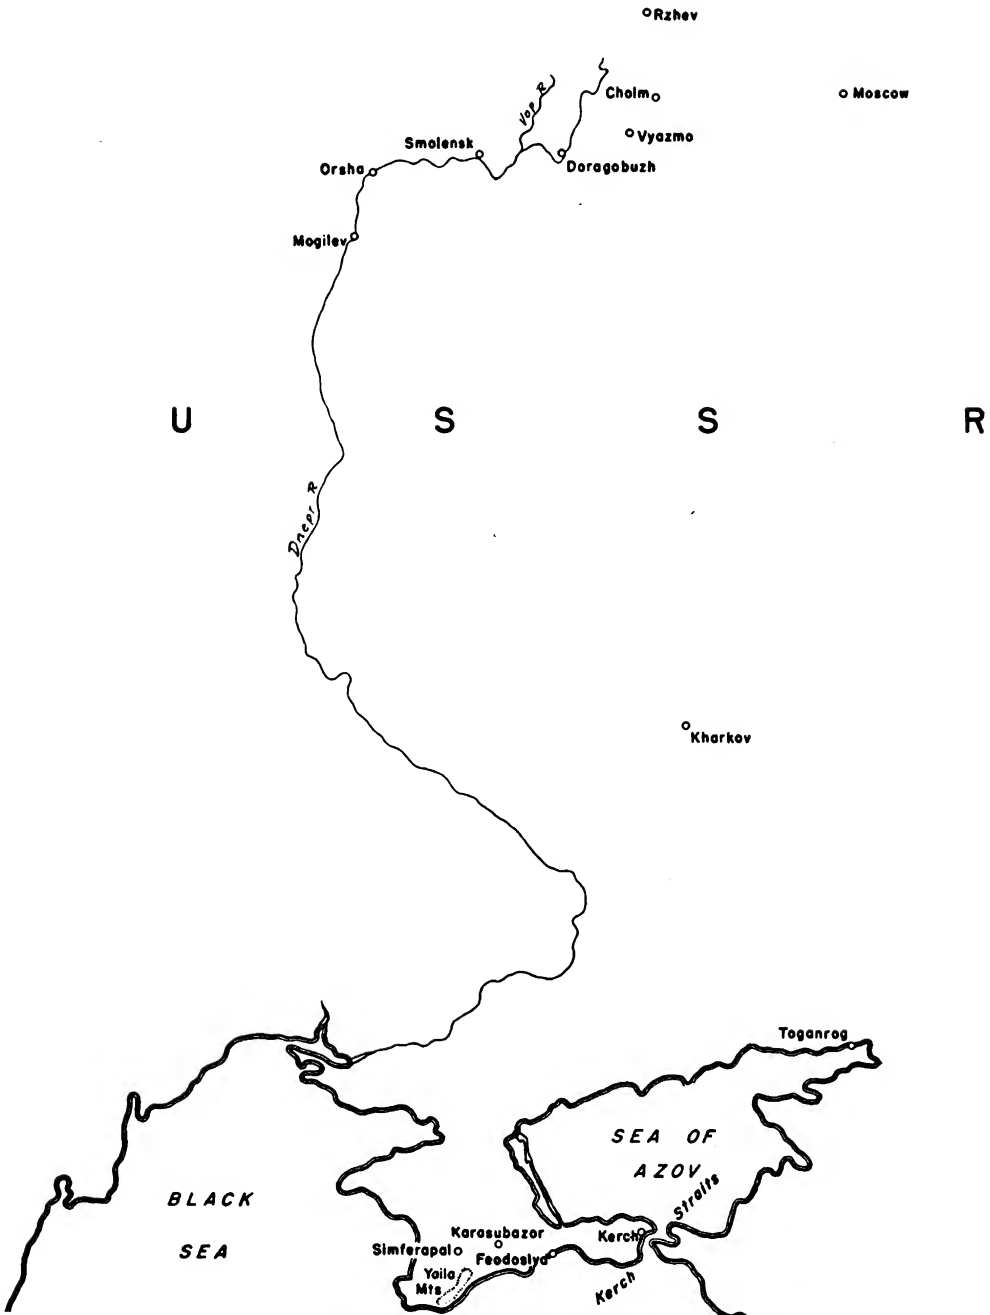 Rzhev
Cholm
Moscow
Vop R
Vyazmo
Smolensk
Doragobuzh
Orsha
Mogilev
U S S R
Dnepr R
Kharkov
Toganrog
SEA OF
AZOV
Straits
BLACK
SEA
Karasubazar
Kerch
Simferapal
Feodosiya
Yaila
Mts
Kerch